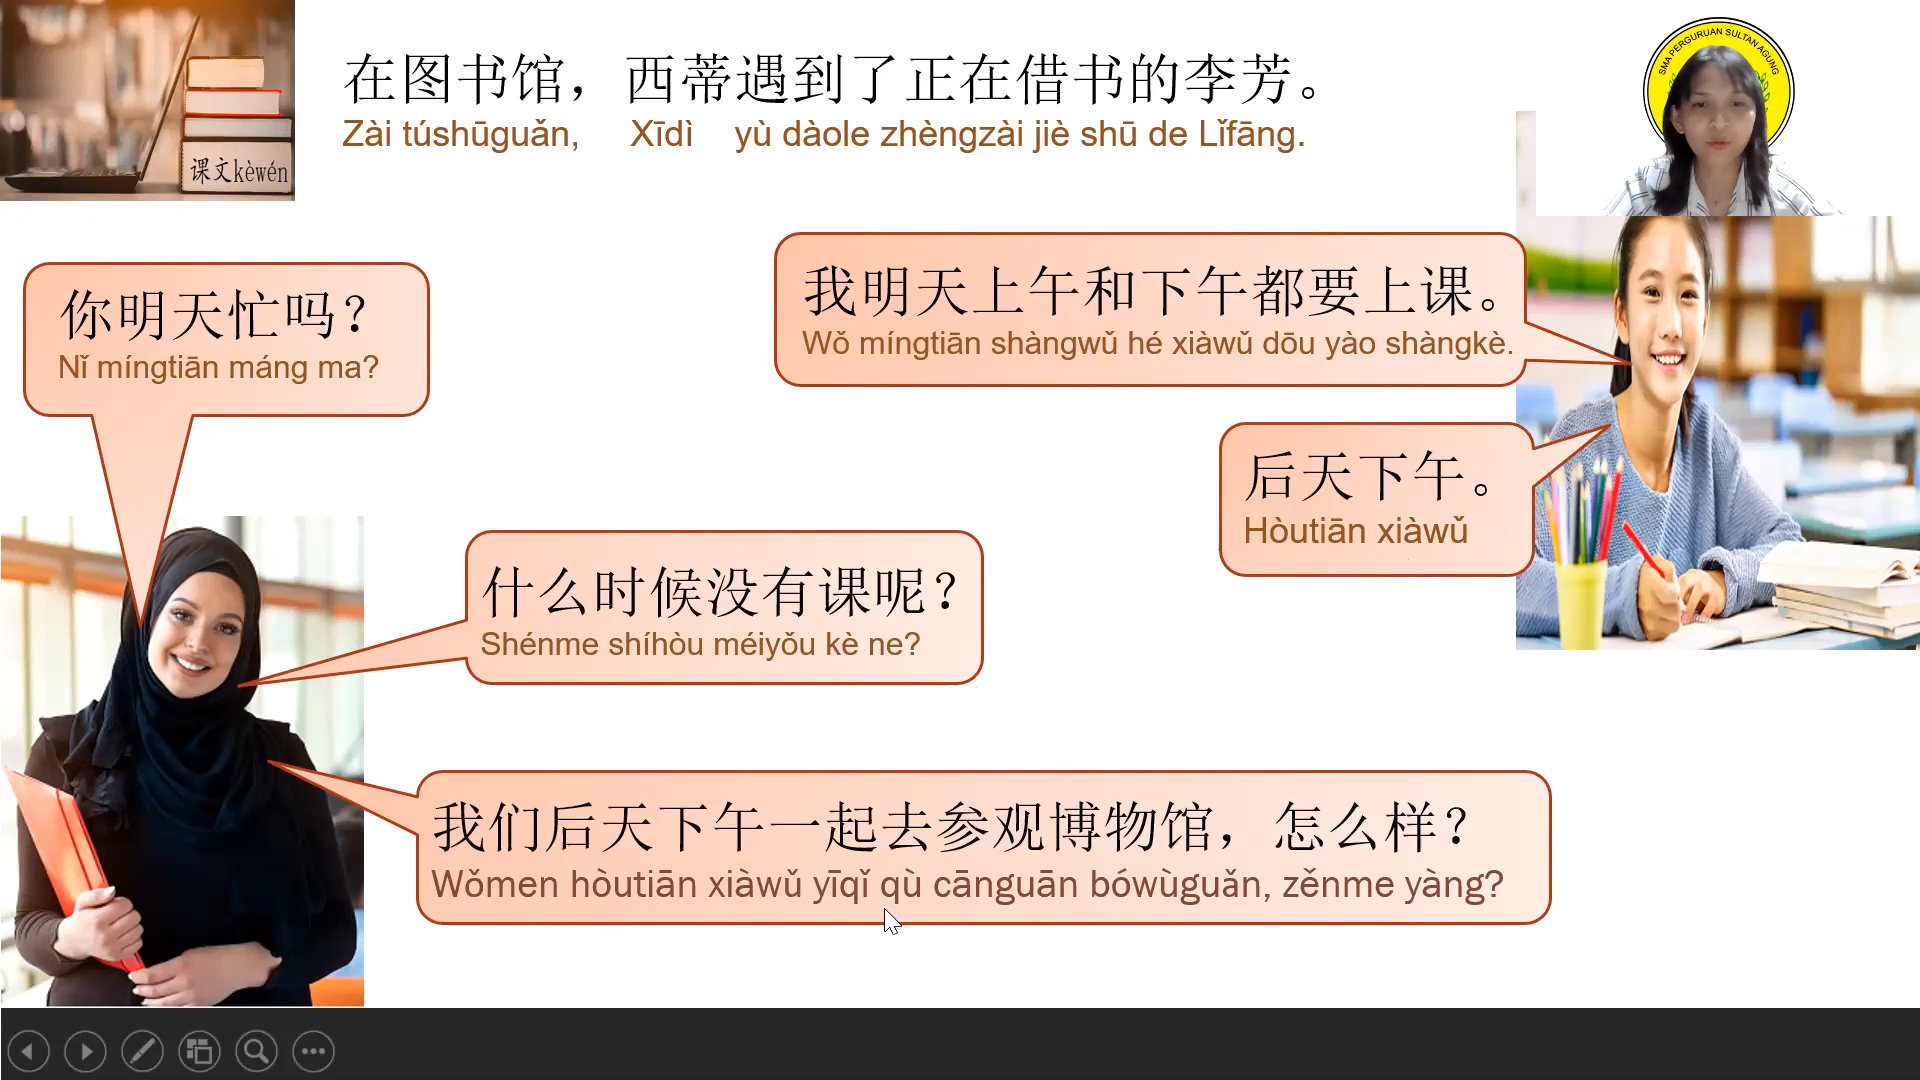 在图书馆，西蒂遇到了正在借书的李芳。
Zài túshūguǎn, Xīdì yù dàole zhèngzài jiè shū de Lǐfāng.
课文kèwén
SMA PERGURUAN SULTAN AGUNG
你明天忙吗？
Nǐ míngtiān máng ma?
我明天上午和下午都要上课。
Wǒ míngtiān shàngwǔ hé xiàwǔ dōu yào shàngkè.
什么时候没有课呢？
Shénme shíhòu méiyǒu kè ne?
后天下午。
Hòutiān xiàwǔ
我们后天下午一起去参观博物馆，怎么样？
Wǒmen hòutiān xiàwǔ yīqǐ qù cānguān bówùguǎn, zěnme yàng?